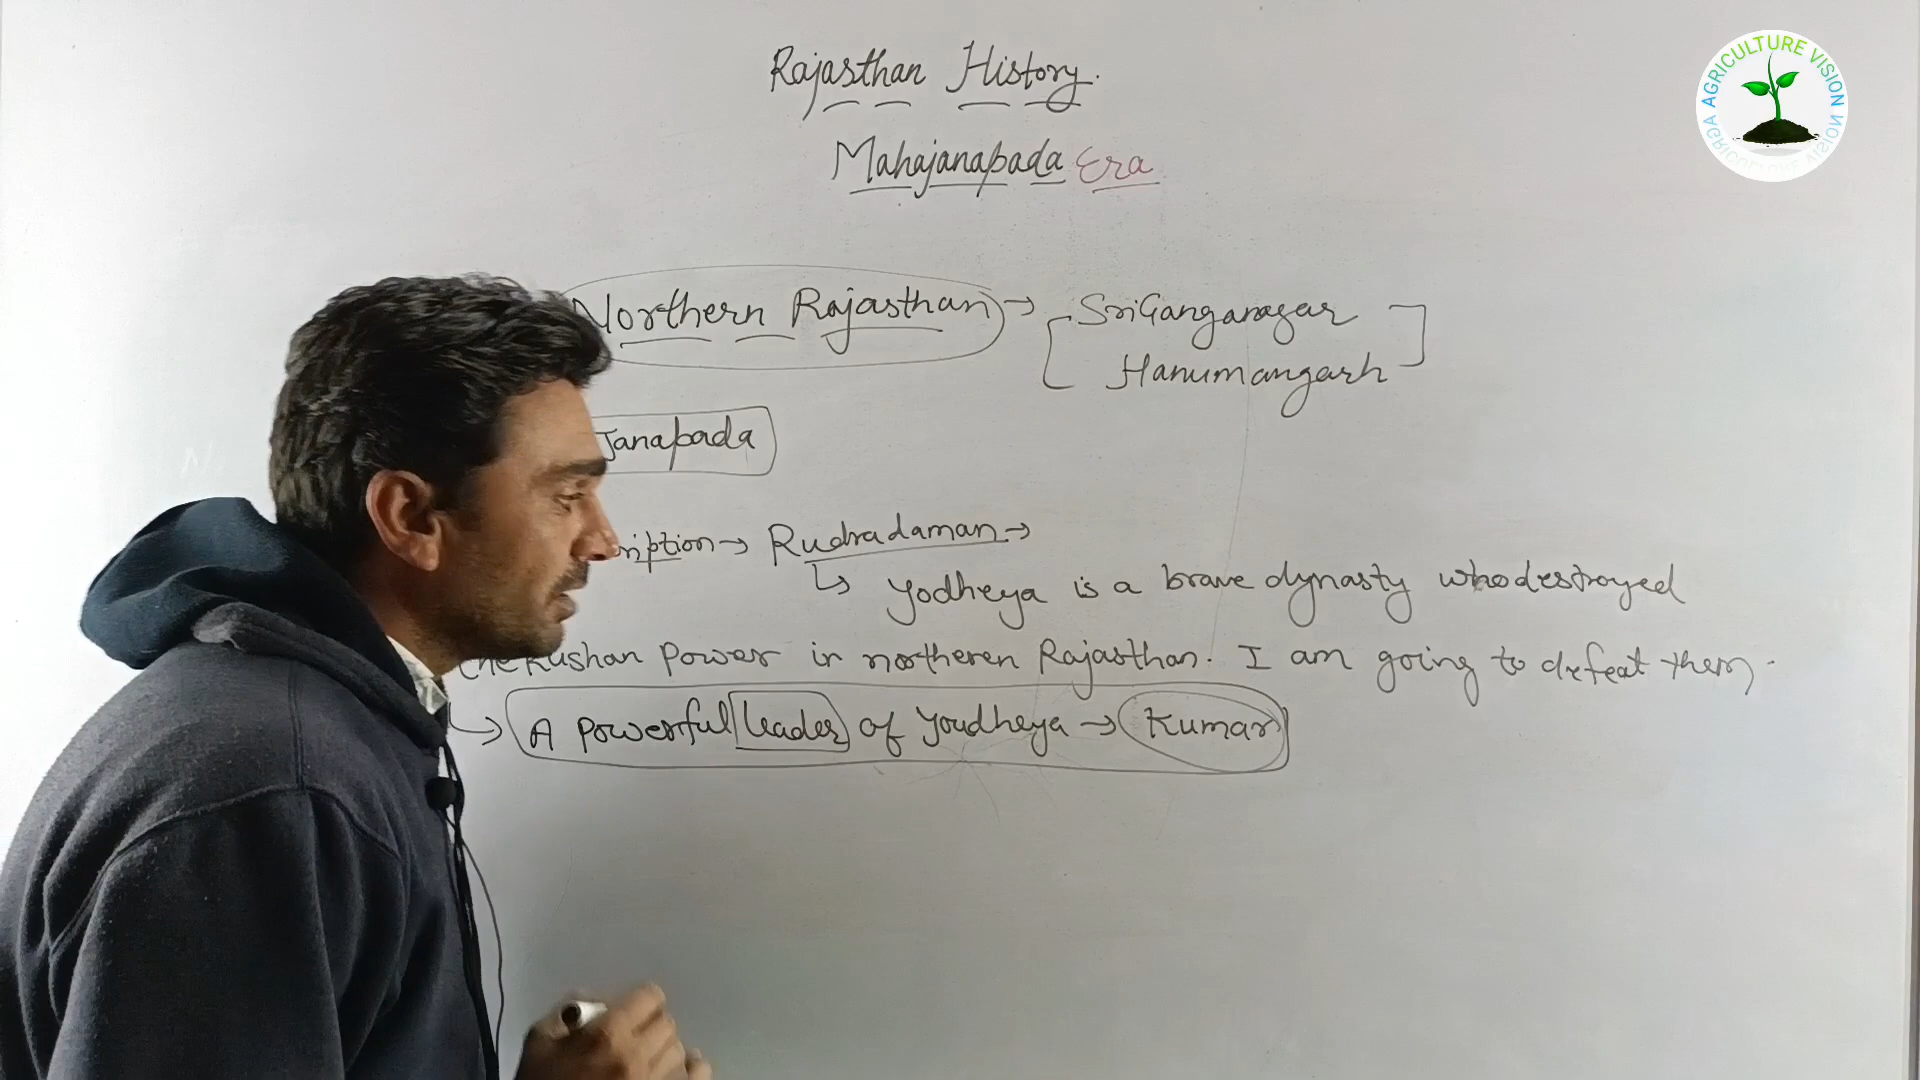 Rajasthan History.
Mahajanapada Era
Northern Rajasthan → SriGanganagar
Hanumangarh
Janapada
ription → Rudradaman →
↳ Yodheya is a brave dynasty who destroyed
the Kushan Power in northeren Rajasthan. I am going to defeat them.
↳ A Powerful leader of Youdheya → Kumar
AGRICULTURE VISION